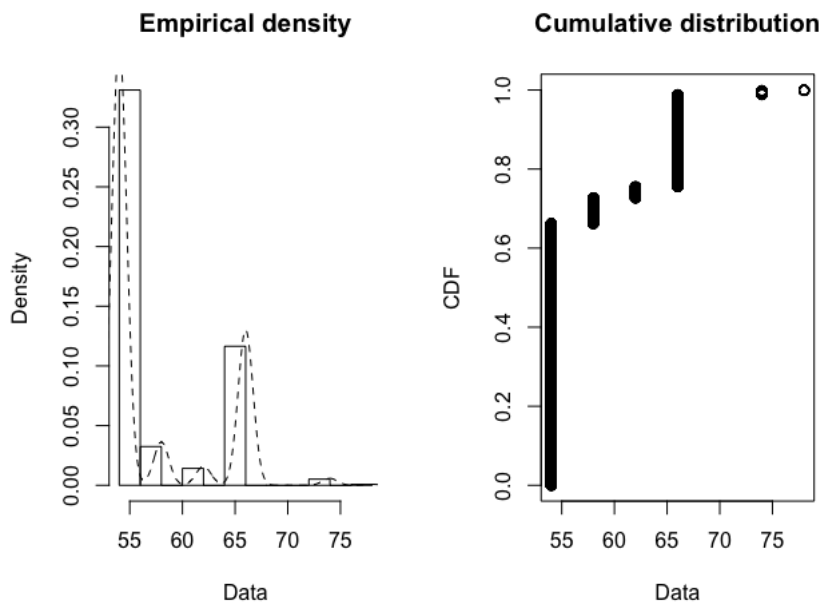 Empirical density
Density
0.00 0.05 0.10 0.15 0.20 0.25 0.30
55 60 65 70 75
Data
Cumulative distribution
CDF
0.0 0.2 0.4 0.6 0.8 1.0
55 60 65 70 75
Data